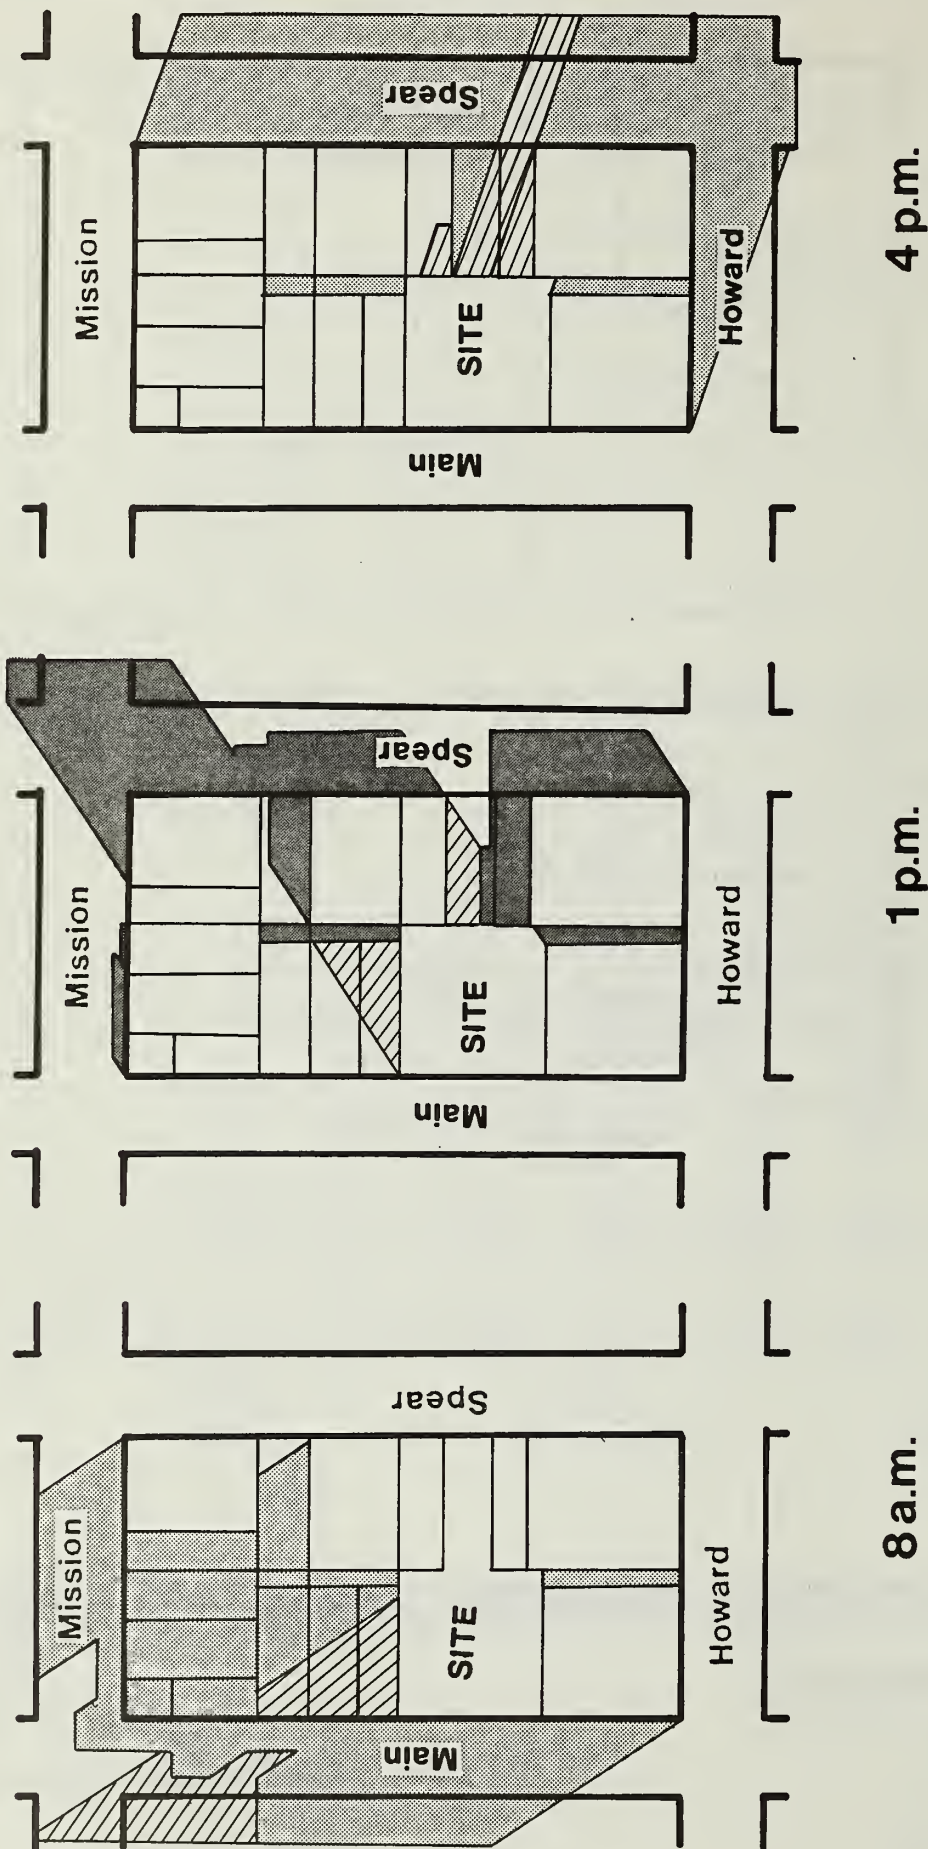 Mission
Spear
SITE
Main
Howard
4 p.m.
Mission
Spear
SITE
Main
Howard
1 p.m.
Mission
Spear
SITE
Main
Howard
8 a.m.